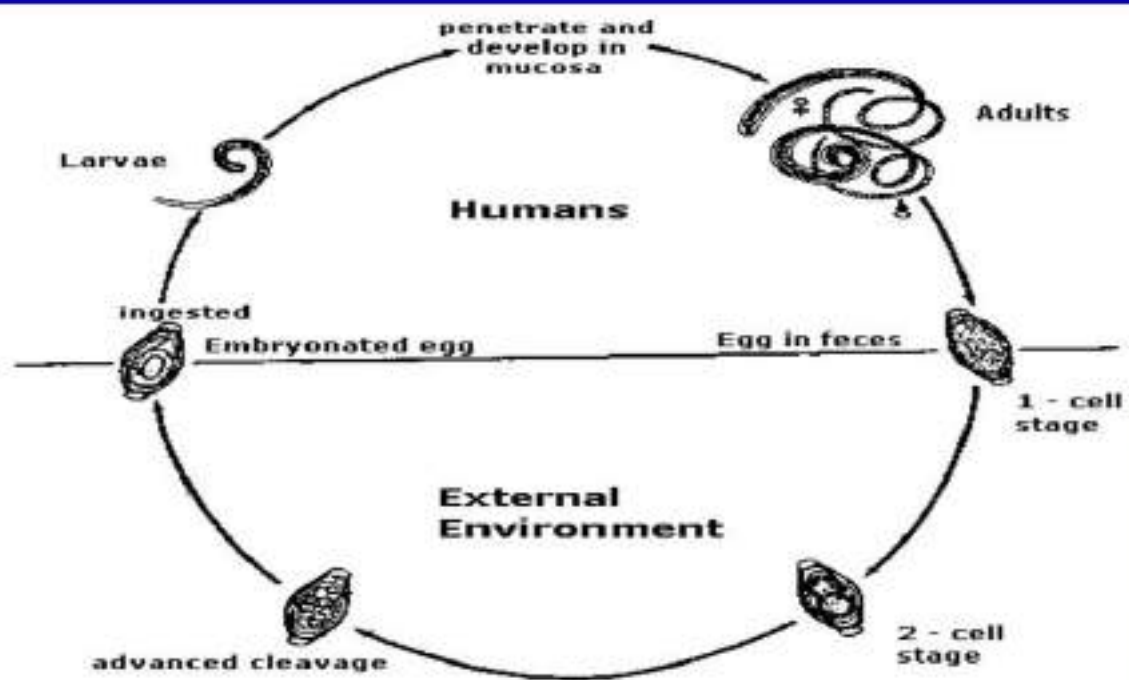 penetrate and
develop in
mucosa
Adults
Larvae
♀
Humans
ingested
Embryonated egg
Egg in feces
1 - cell
stage
External
Environment
2 - cell
stage
advanced cleavage